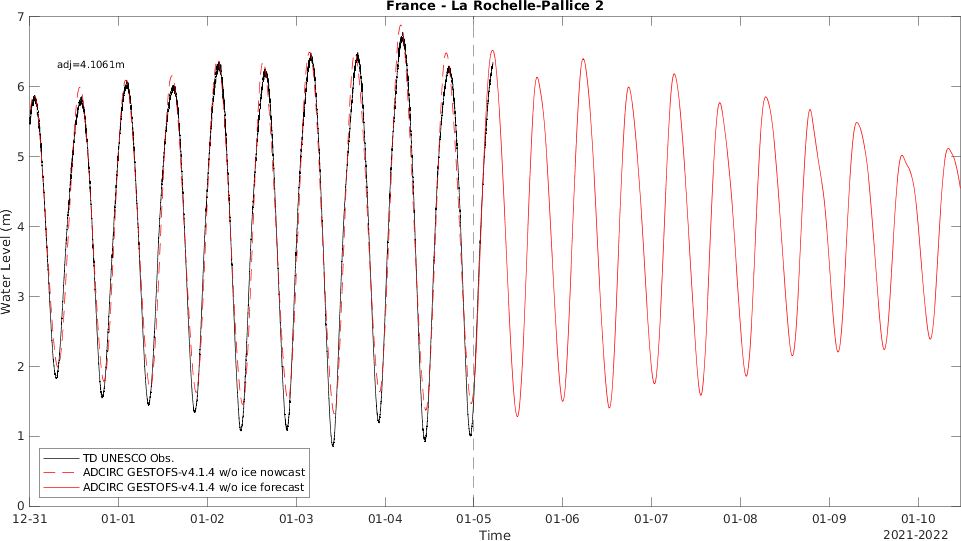 France - La Rochelle-Pallice 2
7
adj=4.1061m
6
5
4
Water Level (m)
3
2
1
TD UNESCO Obs.
ADCIRC GESTOFS-v4.1.4 w/o ice nowcast
ADCIRC GESTOFS-v4.1.4 w/o ice forecast
0
12-31 01-01 01-02 01-03 01-04 01-05 01-06 01-07 01-08 01-09 01-10
Time
2021-2022